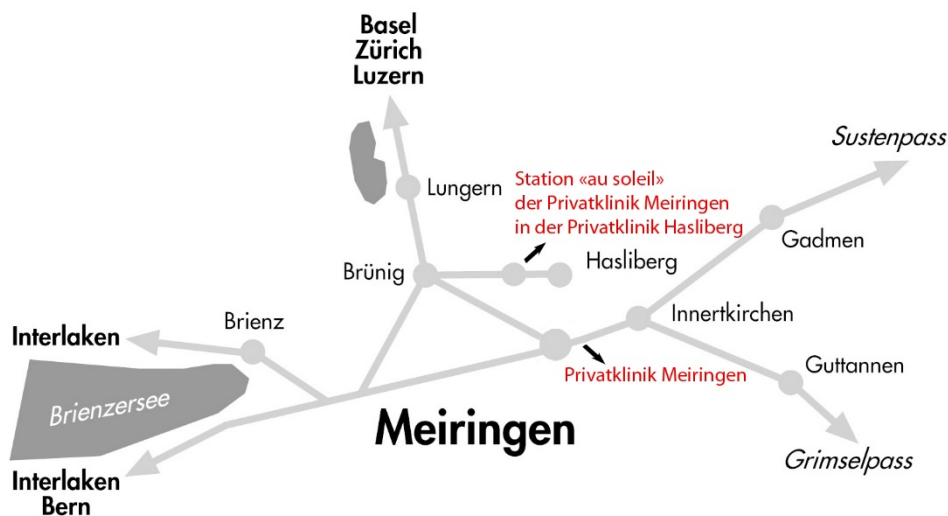 Basel
Zürich
Luzern
Sustenpass
Lungern
Station «au soleil»
der Privatklinik Meiringen
in der Privatklinik Hasliberg
Gadmen
Brünig
Hasliberg
Innertkirchen
Interlaken
Brienz
Guttannen
Privatklinik Meiringen
Brienzersee
Meiringen
Grimselpass
Interlaken
Bern